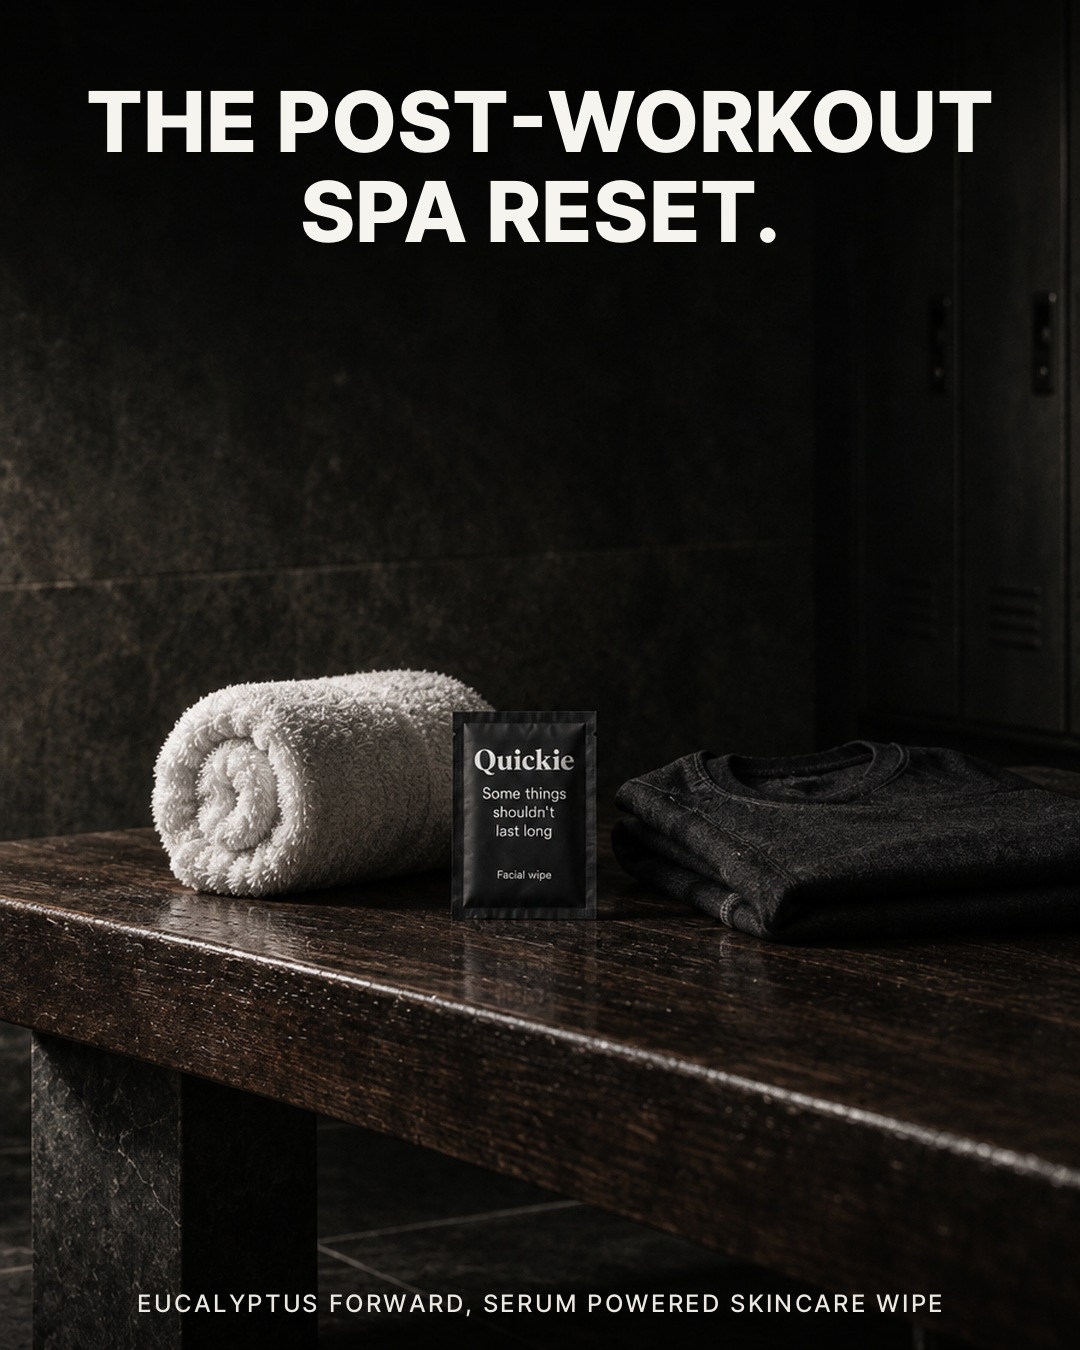 THE POST-WORKOUT
SPA RESET.
Quickie
Some things
shouldn't
last long
Facial wipe
EUCALYPTUS FORWARD, SERUM POWERED SKINCARE WIPE